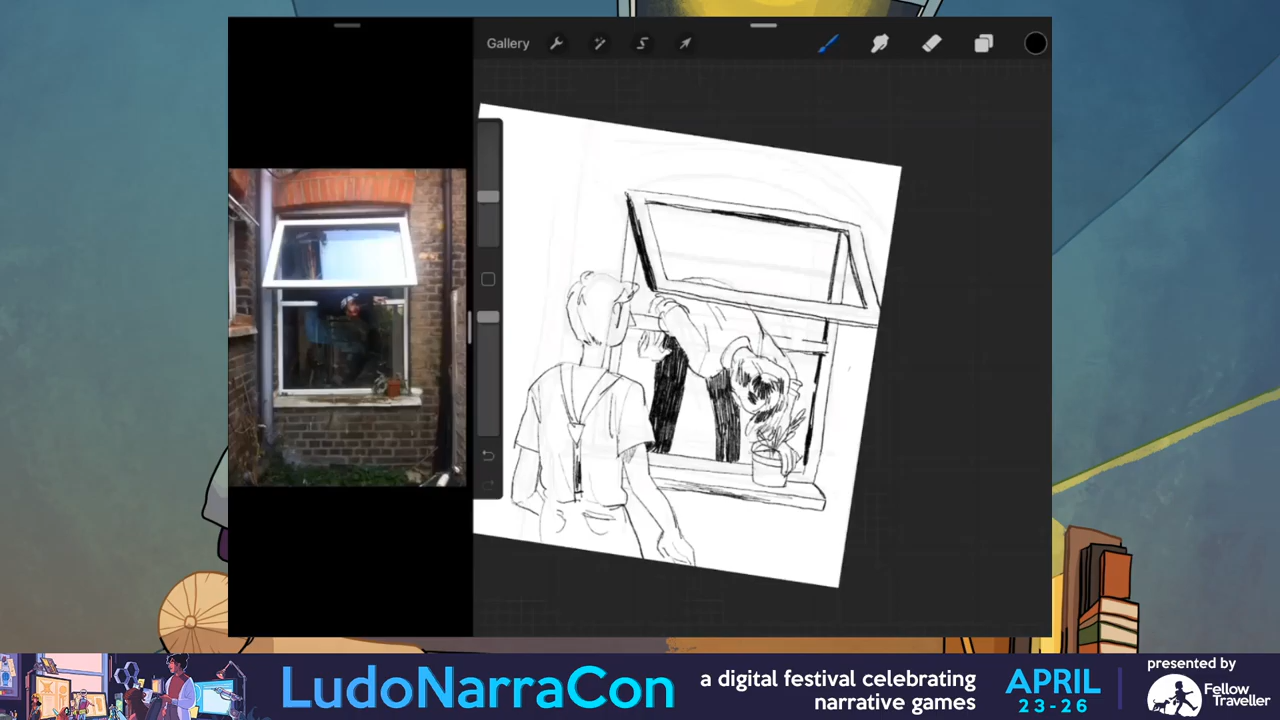 Gallery
LudoNarraCon
a digital festival celebrating
narrative games
APRIL
23-26
presented by
Fellow
Traveller